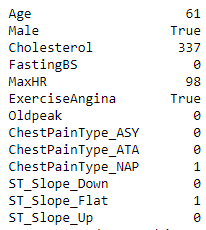 Age 61
Male True
Cholesterol 337
FastingBS 0
MaxHR 98
ExerciseAngina True
Oldpeak 0
ChestPainType_ASY 0
ChestPainType_ATA 0
ChestPainType_NAP 1
ST_Slope_Down 0
ST_Slope_Flat 1
ST_Slope_Up 0